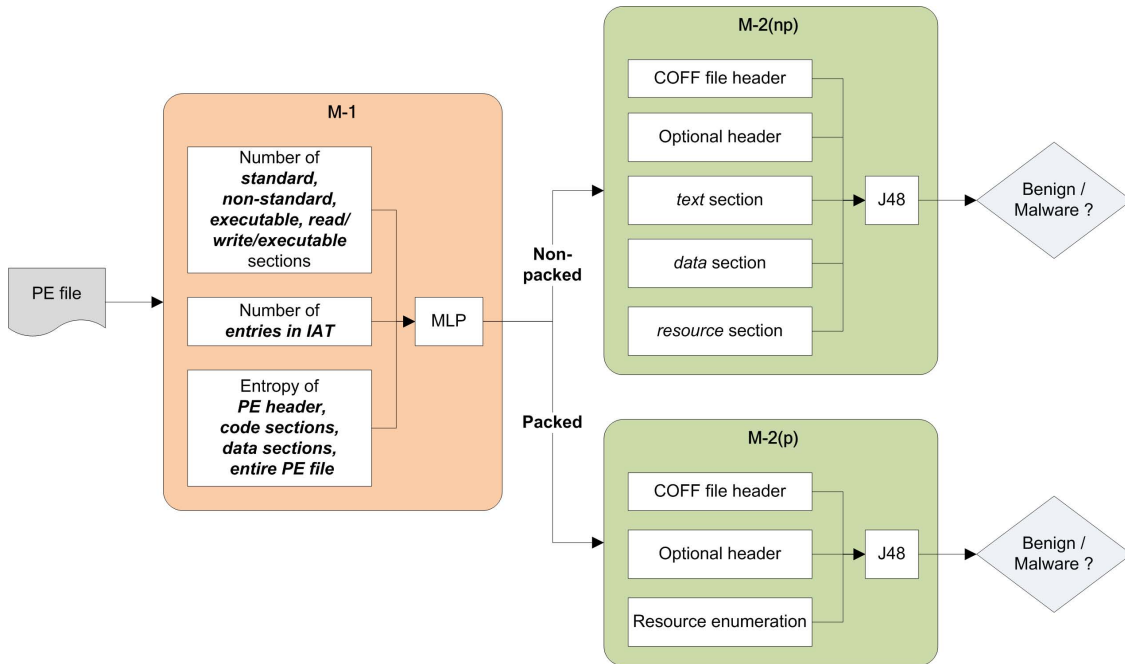 PE file
M-1
Number of
standard,
non-standard,
executable, read/
write/executable
sections
Number of
entries in IAT
Entropy of
PE header,
code sections,
data sections,
entire PE file
MLP
Non-
packed
Packed
M-2(np)
COFF file header
Optional header
text section
data section
resource section
J48
Benign /
Malware ?
M-2(p)
COFF file header
Optional header
Resource enumeration
J48
Benign /
Malware ?